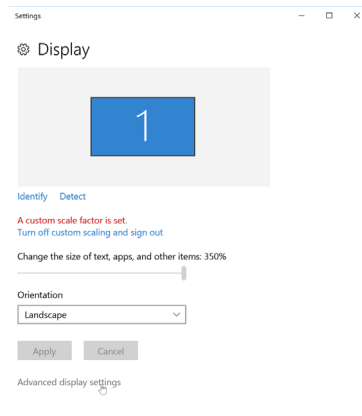 Settings
Display
1
Identify Detect
A custom scale factor is set.
Turn off custom scaling and sign out
Change the size of text, apps, and other items: 350%
Orientation
Landscape
Apply Cancel
Advanced display settings